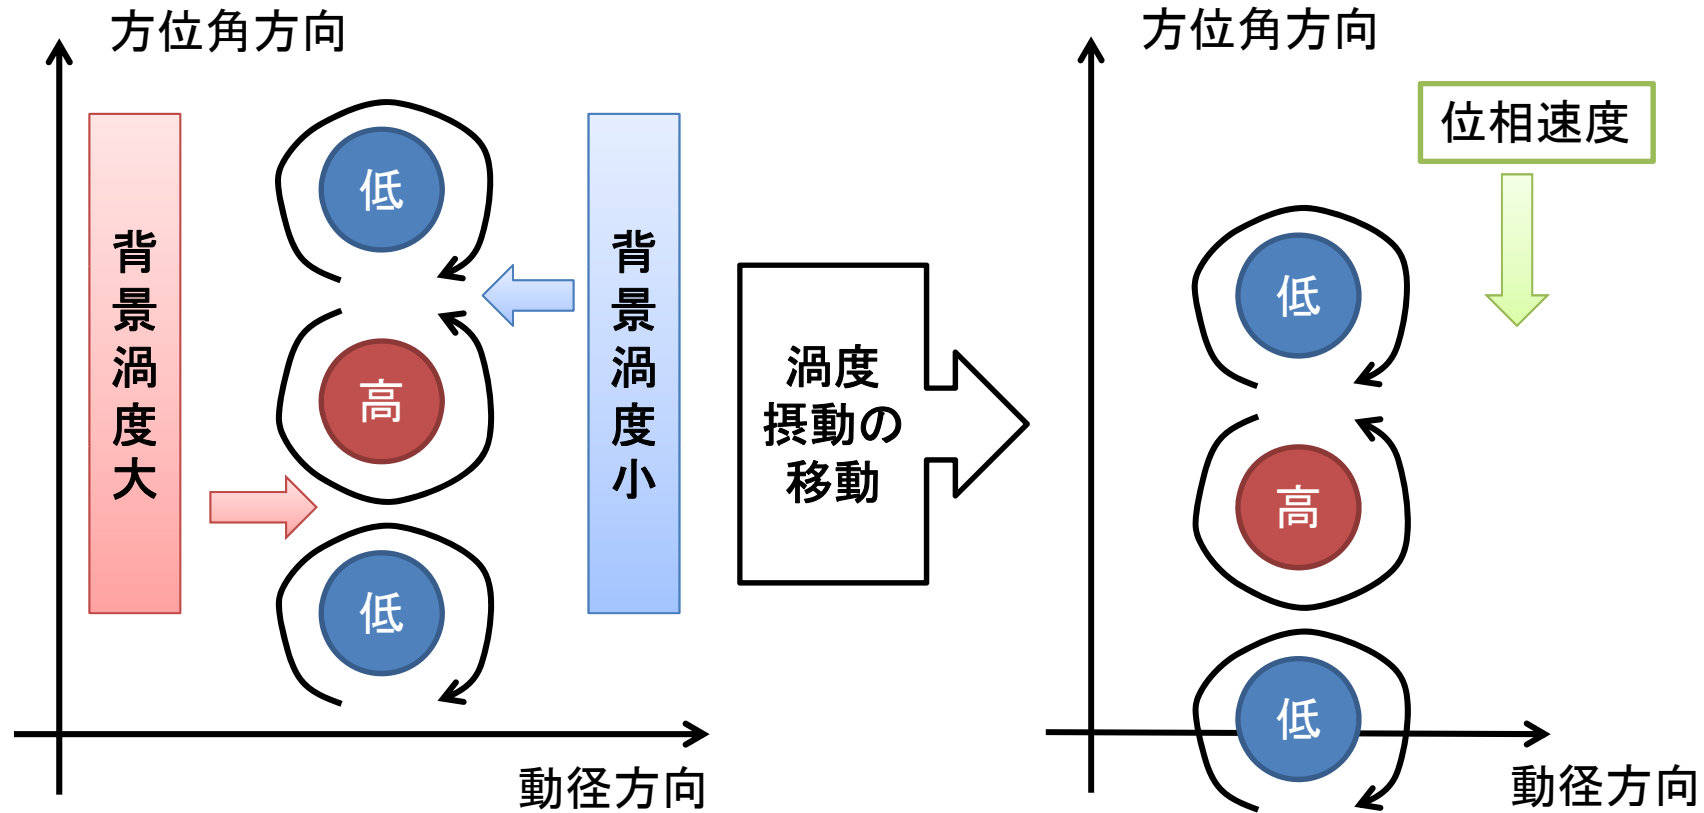 方位角方向
背景渦度大
低
高
低
背景渦度小
動径方向
渦度
摂動の
移動
方位角方向
位相速度
低
高
低
動径方向